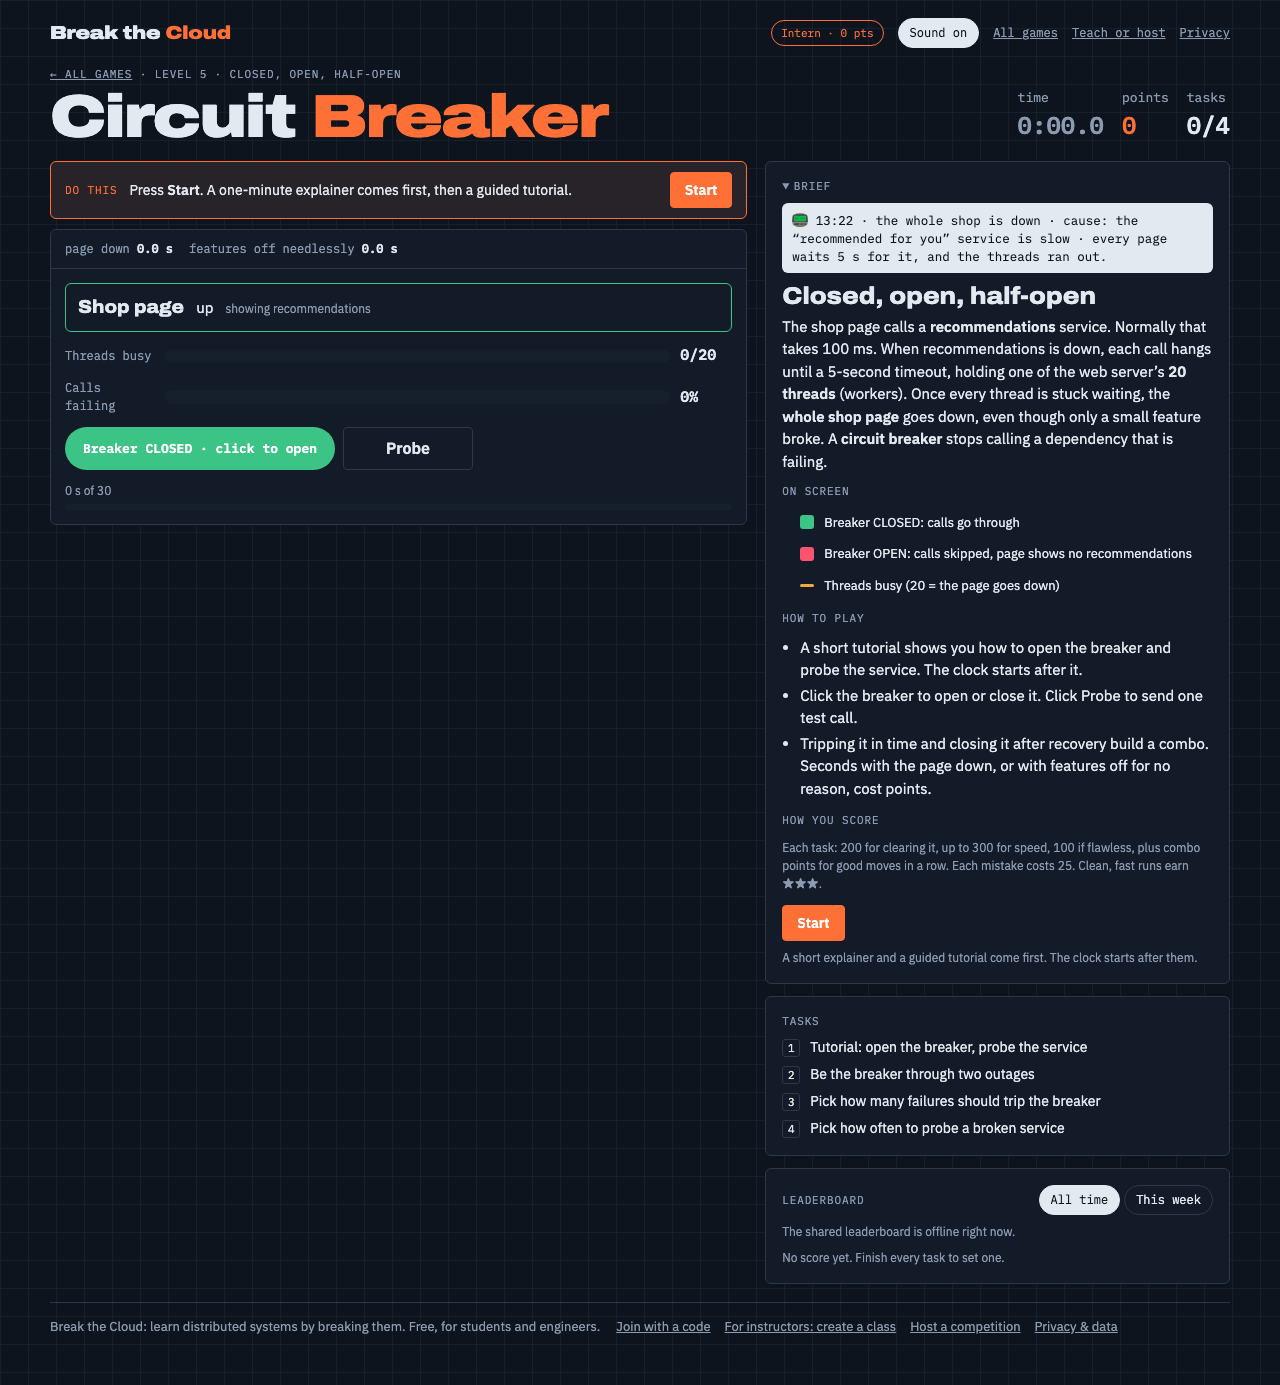 Break the Cloud
Intern · 0 pts
Sound on
All games
Teach or host
Privacy
← ALL GAMES · LEVEL 5 · CLOSED, OPEN, HALF-OPEN
Circuit Breaker
time
0:00.0
points
0
tasks
0/4
DO THIS Press Start. A one-minute explainer comes first, then a guided tutorial.
Start
page down 0.0 s features off needlessly 0.0 s
Shop page up showing recommendations
Threads busy
0/20
Calls
failing
0%
Breaker CLOSED · click to open
Probe
0 s of 30
▼ BRIEF
13:22 · the whole shop is down · cause: the
“recommended for you” service is slow · every page
waits 5 s for it, and the threads ran out.
Closed, open, half-open
The shop page calls a recommendations service. Normally that
takes 100 ms. When recommendations is down, each call hangs
until a 5-second timeout, holding one of the web server’s 20
threads (workers). Once every thread is stuck waiting, the
whole shop page goes down, even though only a small feature
broke. A circuit breaker stops calling a dependency that is
failing.
ON SCREEN
Breaker CLOSED: calls go through
Breaker OPEN: calls skipped, page shows no recommendations
Threads busy (20 = the page goes down)
HOW TO PLAY
• A short tutorial shows you how to open the breaker and
probe the service. The clock starts after it.
• Click the breaker to open or close it. Click Probe to send one
test call.
• Tripping it in time and closing it after recovery build a combo.
Seconds with the page down, or with features off for no
reason, cost points.
HOW YOU SCORE
Each task: 200 for clearing it, up to 300 for speed, 100 if flawless, plus combo
points for good moves in a row. Each mistake costs 25. Clean, fast runs earn
★★★.
Start
A short explainer and a guided tutorial come first. The clock starts after them.
TASKS
1 Tutorial: open the breaker, probe the service
2 Be the breaker through two outages
3 Pick how many failures should trip the breaker
4 Pick how often to probe a broken service
LEADERBOARD
All time
This week
The shared leaderboard is offline right now.
No score yet. Finish every task to set one.
Break the Cloud: learn distributed systems by breaking them. Free, for students and engineers. Join with a code For instructors: create a class Host a competition Privacy & data